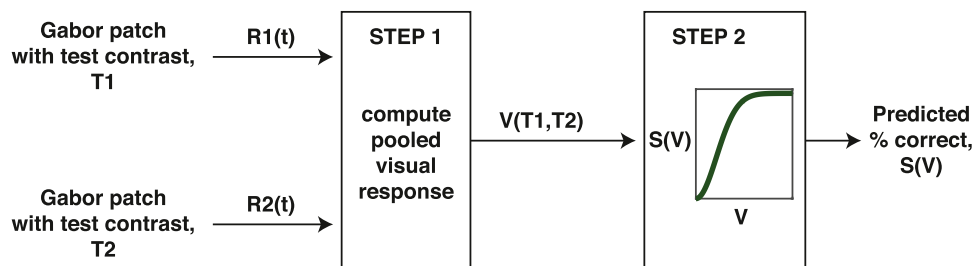 Gabor patch
with test contrast,
T1
R1(t)
Gabor patch
with test contrast,
T2
R2(t)
STEP 1
compute
pooled
visual
response
V(T1,T2)
STEP 2
S(V)
V
Predicted
% correct,
S(V)